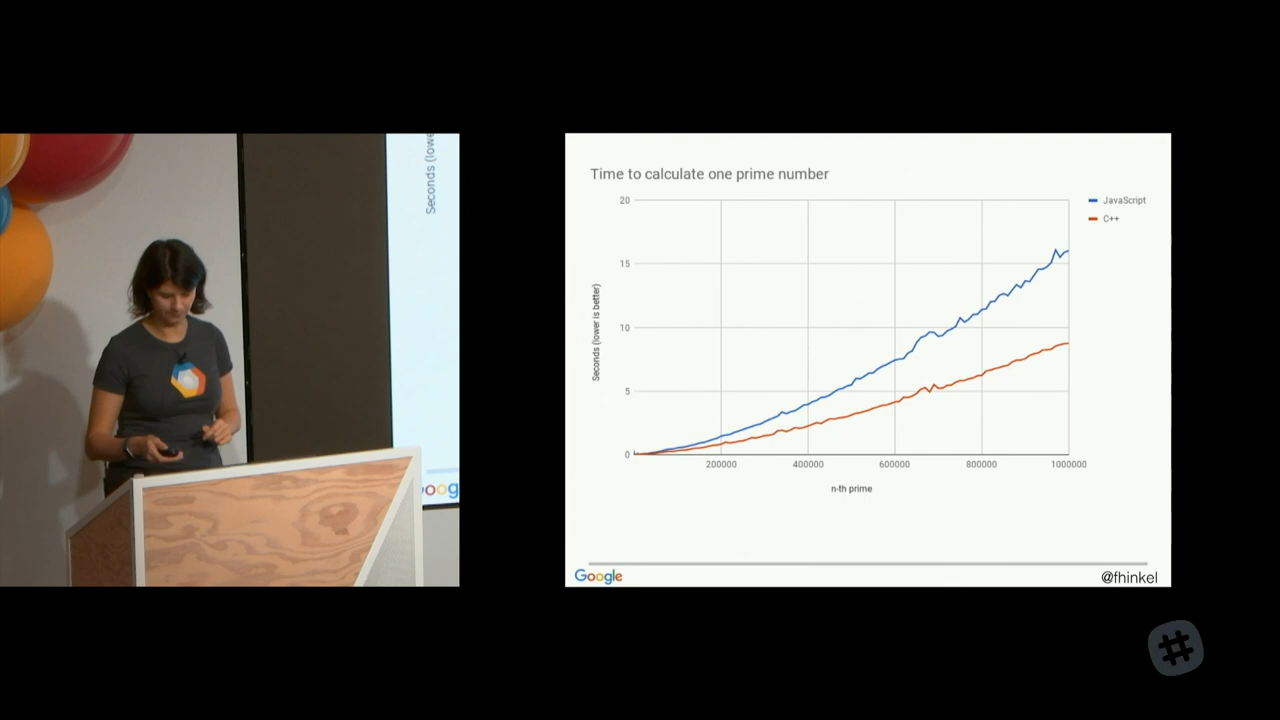 Seconds (lowe
oog
Time to calculate one prime number
20
15
10
5
0
Seconds (lower is better)
200000
400000
600000
800000
1000000
n-th prime
JavaScript
C++
Google
@fhinkel